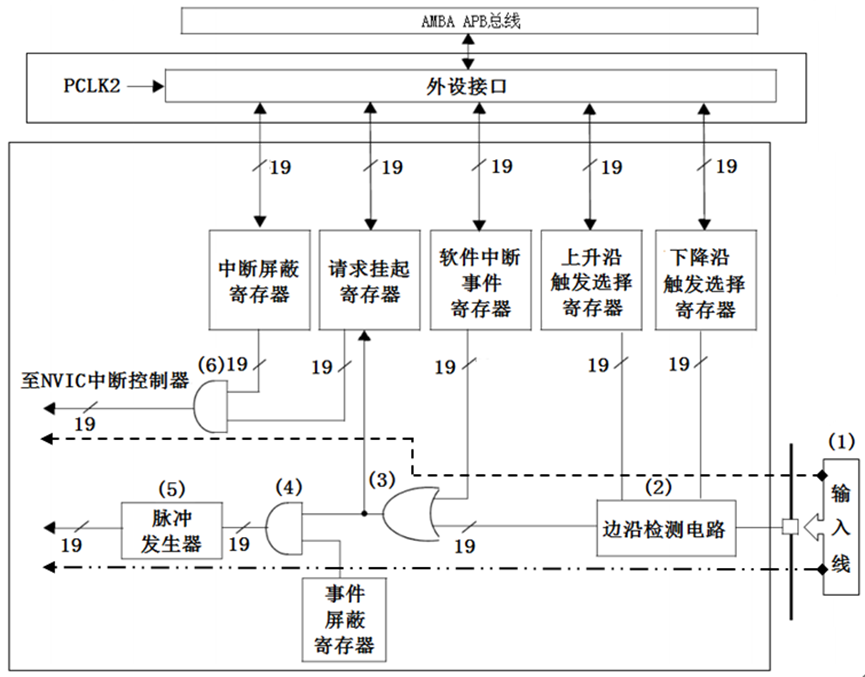 AMBA APB总线
PCLK2
外设接口
19
19
19
19
19
中断屏蔽
寄存器
请求挂起
寄存器
软件中断
事件
寄存器
上升沿
触发选择
寄存器
下降沿
触发选择
寄存器
(6)
19
19
19
19
19
至NVIC中断控制器
19
(1)
输
入
线
(5)
(4)
(3)
(2)
脉冲
发生器
边沿检测电路
19
19
19
事件
屏蔽
寄存器